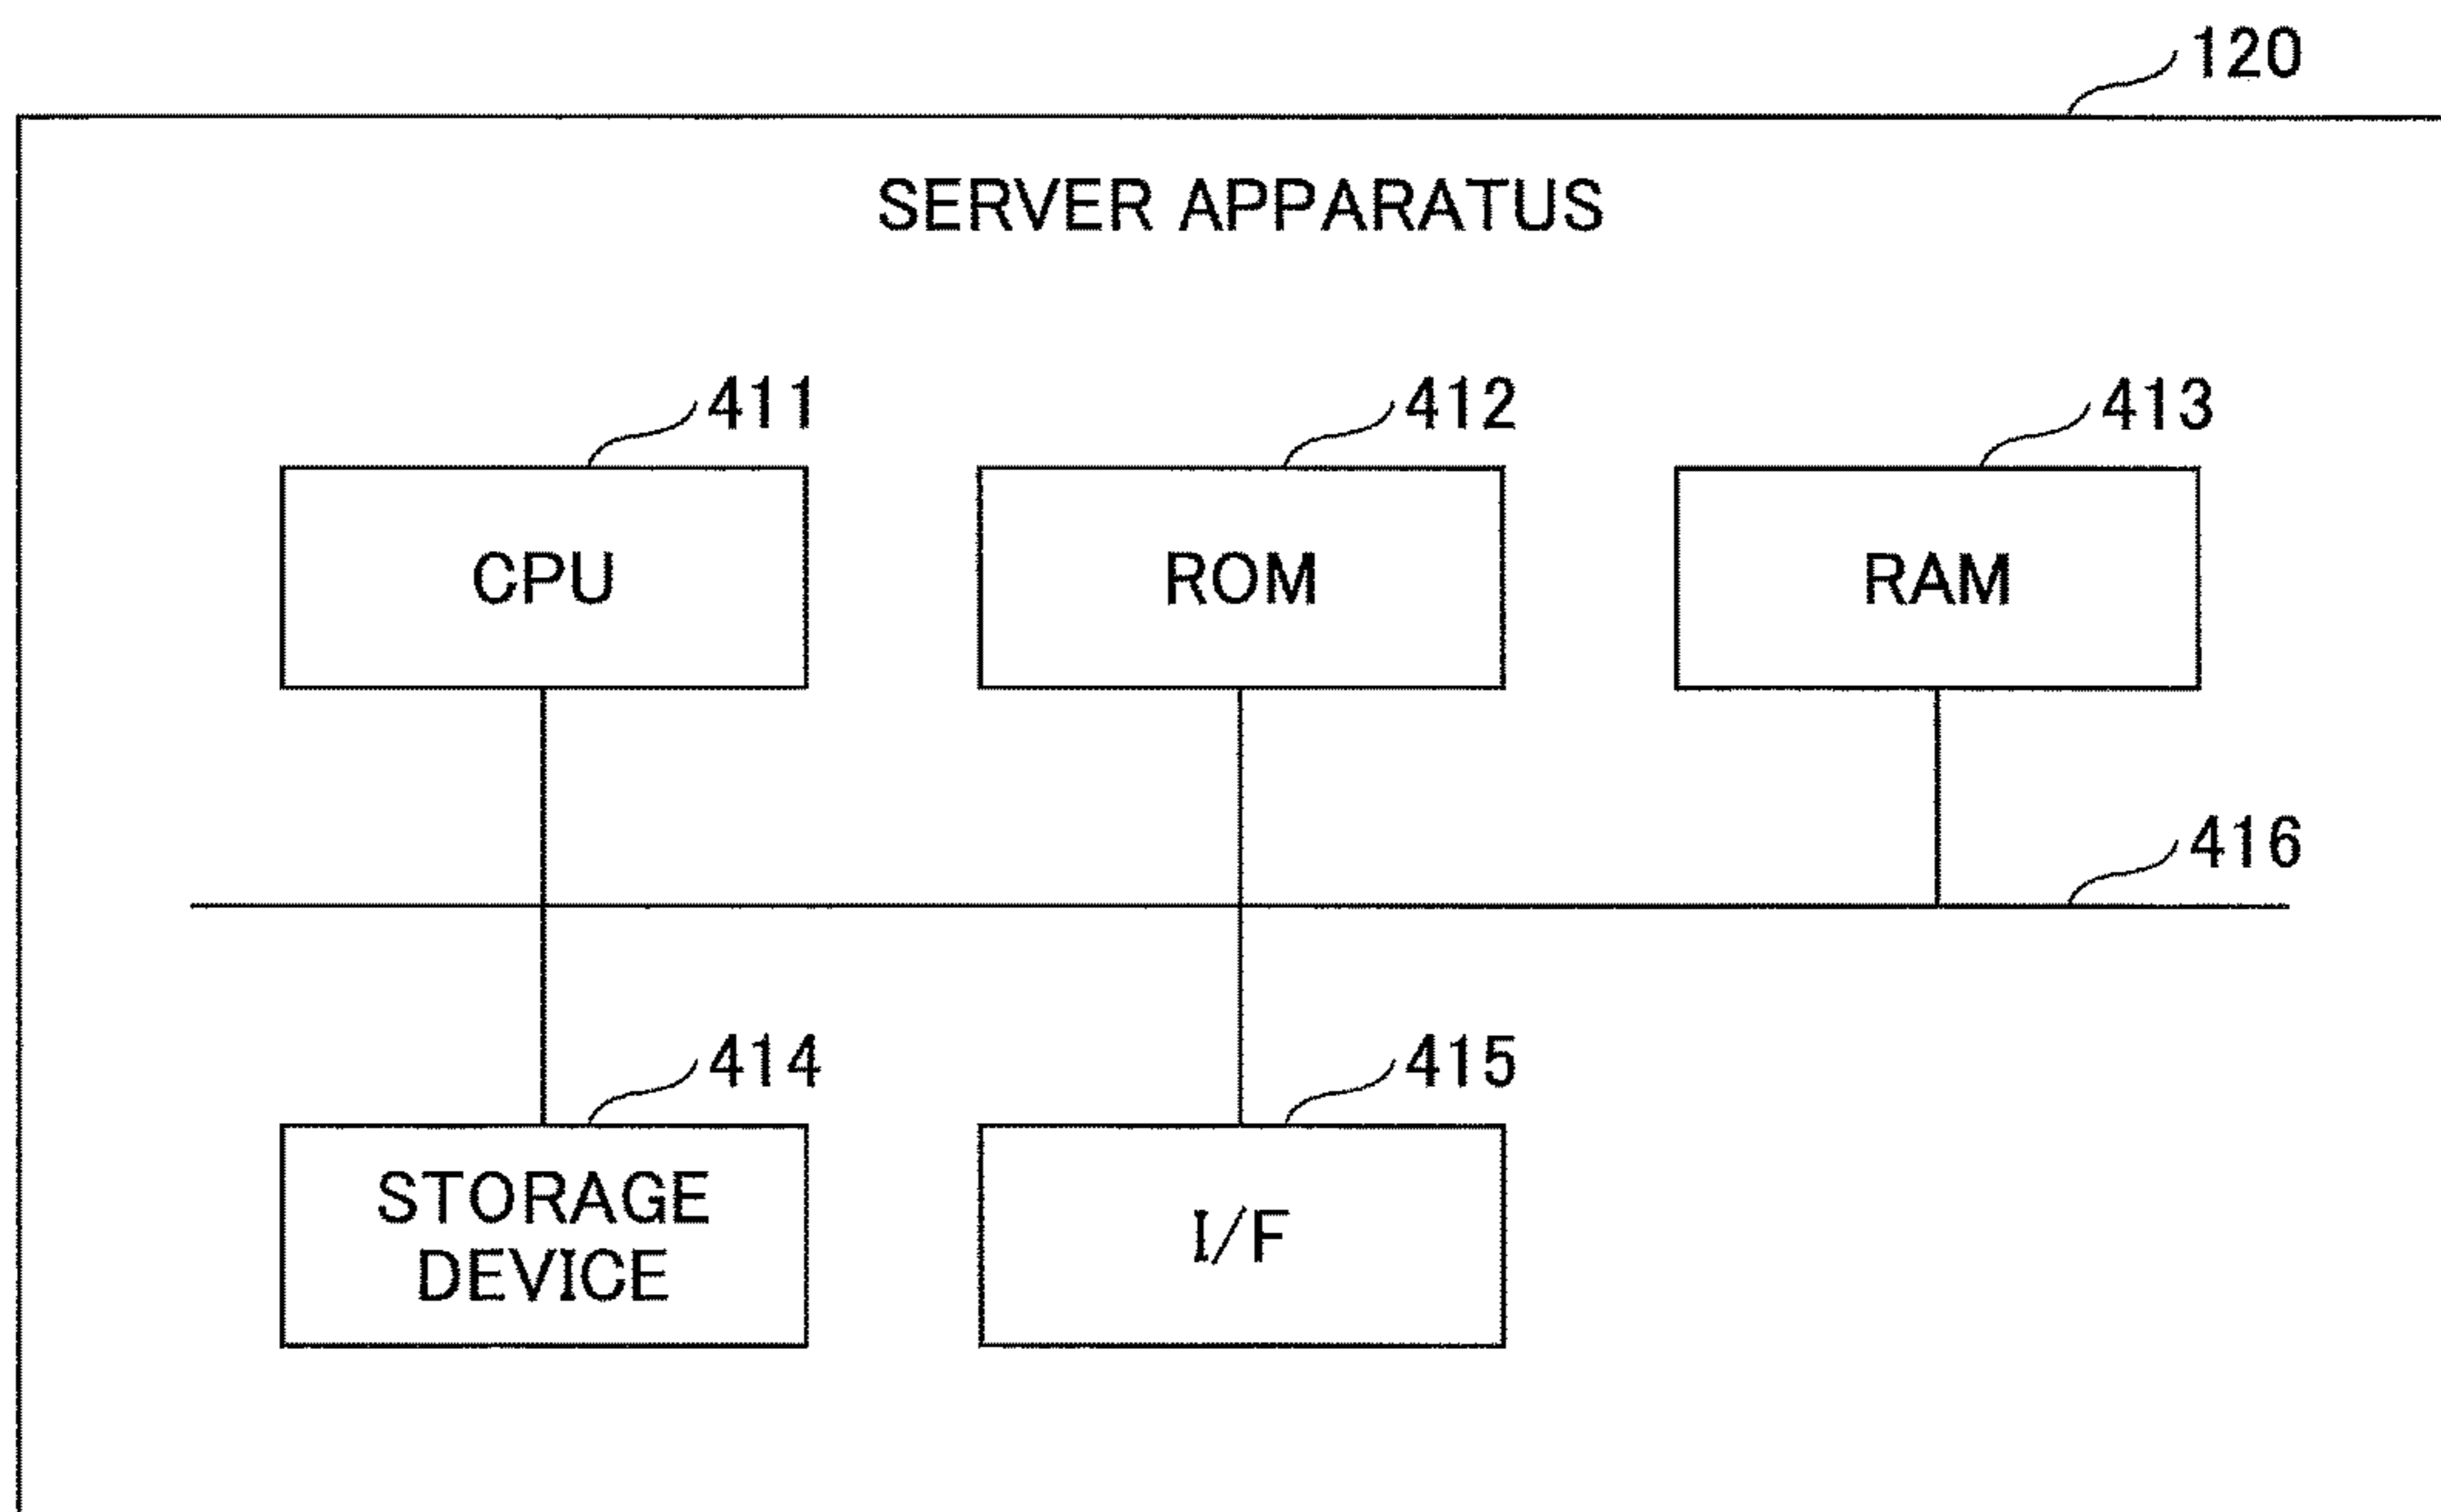 120
SERVER APPARATUS
411
412
413
CPU
ROM
RAM
416
414
415
STORAGE
DEVICE
I/F